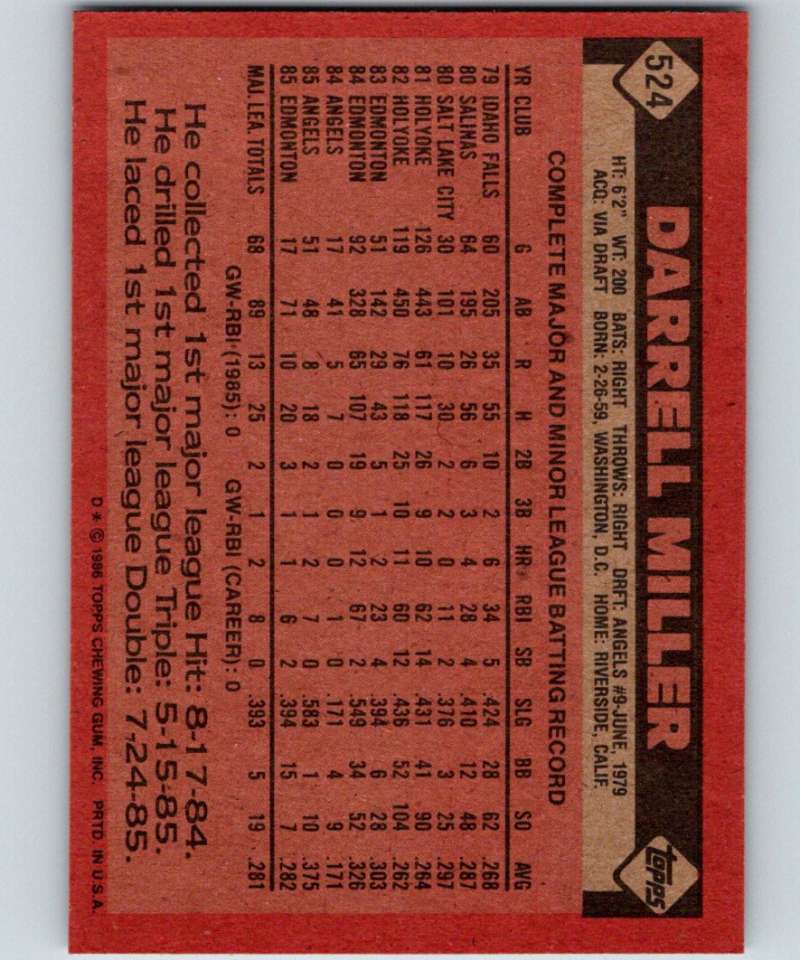 524 DARRELL MILLER topps
HT: 6'2" WT: 200 BATS: RIGHT THROWS: RIGHT DRFT: ANGELS #9-JUNE, 1979
ACQ: VIA DRAFT BORN: 2-26-59, WASHINGTON, D.C. HOME: RIVERSIDE, CALIF.
COMPLETE MAJOR AND MINOR LEAGUE BATTING RECORD
YR CLUB G AB R H 2B 3B HR RBI SB SLG BB SO AVG
79 IDAHO FALLS 60 205 35 55 10 2 6 34 5 .424 28 62 .268
80 SALINAS 64 195 26 56 6 3 4 28 4 .410 12 48 .287
80 SALT LAKE CITY 30 101 10 30 2 2 0 11 2 .376 3 25 .297
81 HOLYOKE 126 443 61 117 26 9 10 62 14 .431 41 90 .264
82 HOLYOKE 119 450 76 118 25 10 11 60 12 .436 52 104 .262
83 EDMONTON 51 142 29 43 5 1 2 23 4 .394 6 28 .303
84 EDMONTON 92 328 65 107 19 9 12 67 2 .549 34 52 .326
84 ANGELS 17 41 5 7 0 0 0 1 0 .171 4 9 .171
85 ANGELS 51 48 8 18 2 1 2 7 0 .583 1 10 .375
85 EDMONTON 17 71 10 20 3 1 1 6 2 .394 15 7 .282
MAJ. LEA. TOTALS 68 89 13 25 2 1 2 8 0 .393 5 19 .281
GW-RBI (1985): 0 GW-RBI (CAREER): 0
He collected 1st major league Hit: 8-17-84.
He drilled 1st major league Triple: 5-15-85.
He laced 1st major league Double: 7-24-85.
D * © 1986 TOPPS CHEWING GUM, INC. PRTD. IN U.S.A.